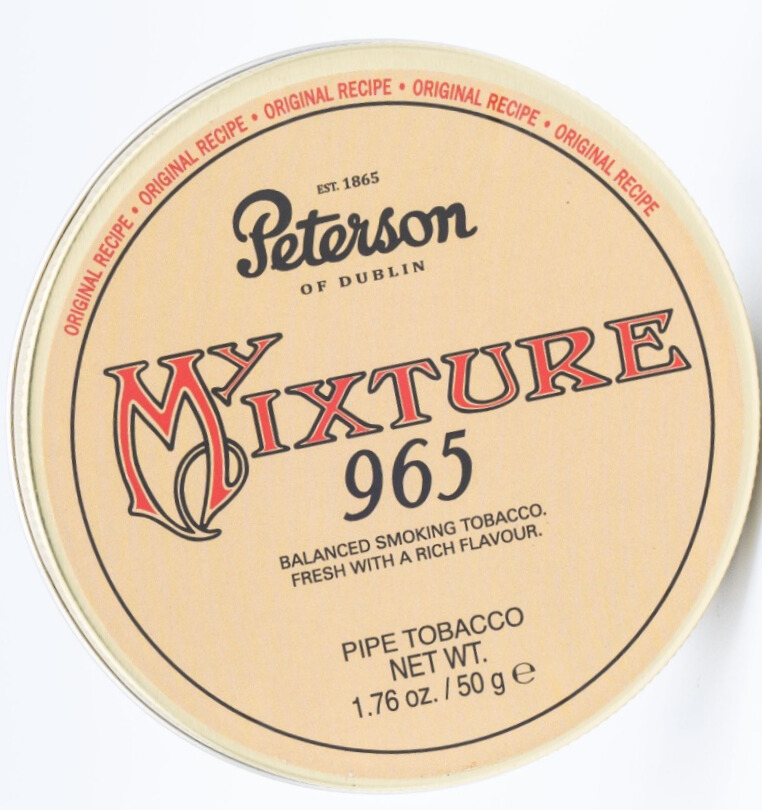 ORIGINAL RECIPE • ORIGINAL RECIPE • ORIGINAL RECIPE • ORIGINAL RECIPE • ORIGINAL RECIPE
EST. 1865
Peterson
OF DUBLIN
MY MIXTURE
965
BALANCED SMOKING TOBACCO.
FRESH WITH A RICH FLAVOUR.
PIPE TOBACCO
NET WT.
1.76 oz. / 50 g ℮